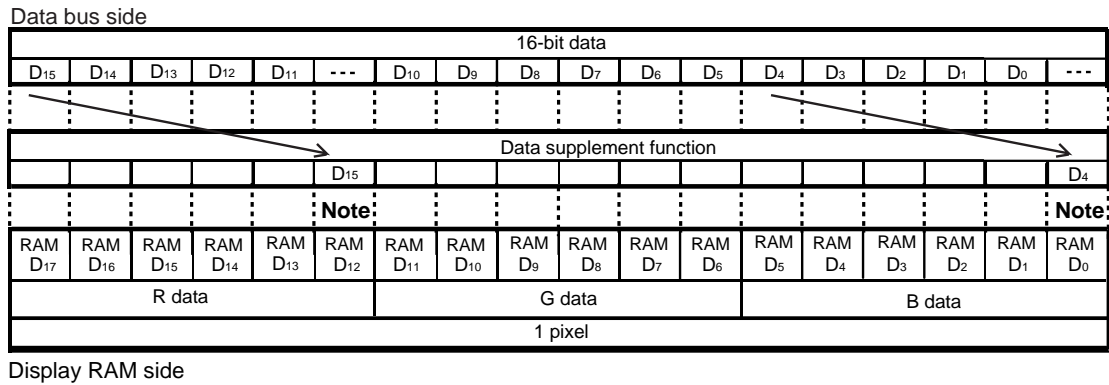 Data bus side
16-bit data
D15 D14 D13 D12 D11 --- D10 D9 D8 D7 D6 D5 D4 D3 D2 D1 D0 ---
Data supplement function
D15 D4
Note Note
RAM RAM RAM RAM RAM RAM RAM RAM RAM RAM RAM RAM RAM RAM RAM RAM RAM RAM
D17 D16 D15 D14 D13 D12 D11 D10 D9 D8 D7 D6 D5 D4 D3 D2 D1 D0
R data G data B data
1 pixel
Display RAM side